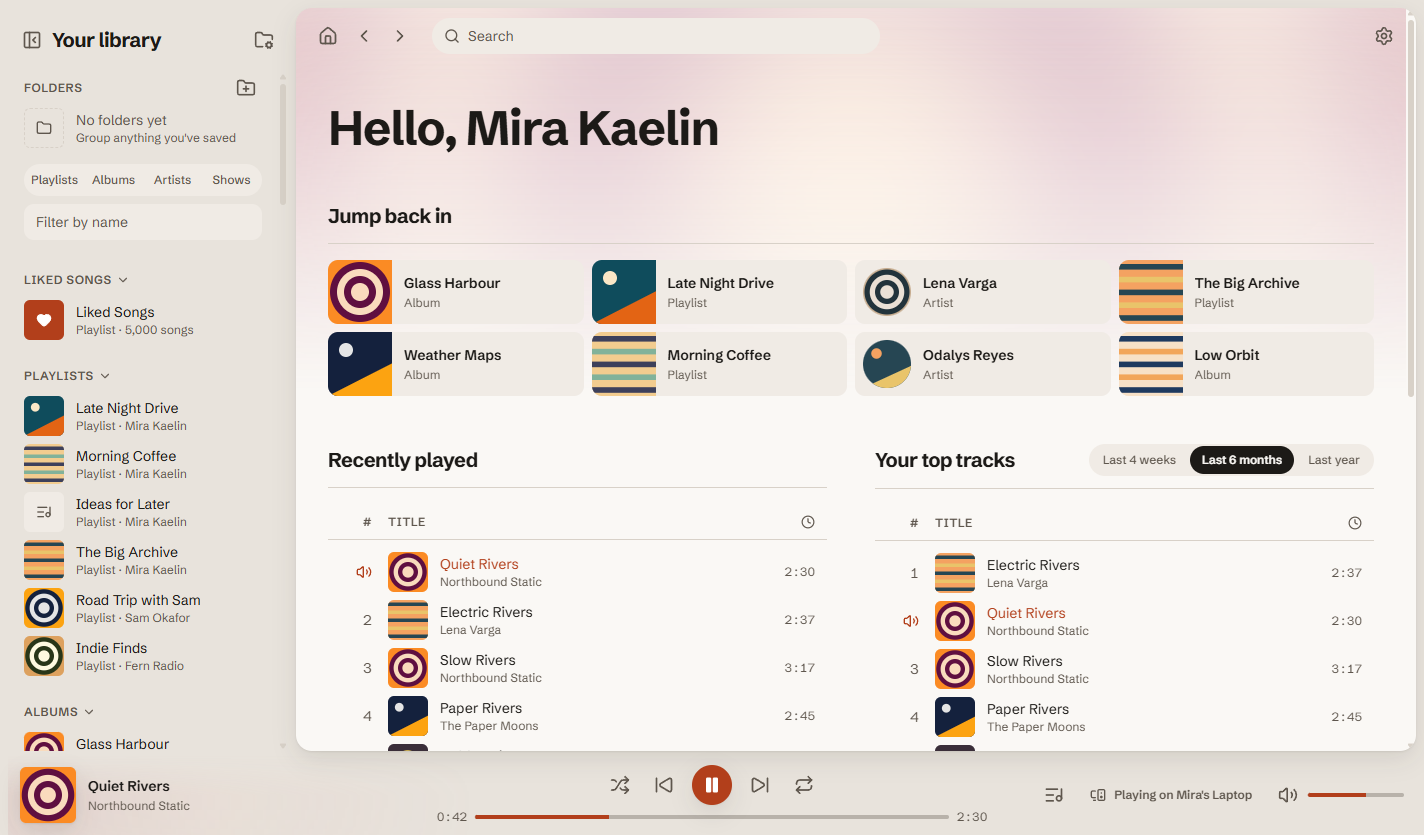 Your library
FOLDERS
No folders yet
Group anything you've saved
Playlists Albums Artists Shows
Filter by name
LIKED SONGS
Liked Songs
Playlist · 5,000 songs
PLAYLISTS
Late Night Drive
Playlist · Mira Kaelin
Morning Coffee
Playlist · Mira Kaelin
Ideas for Later
Playlist · Mira Kaelin
The Big Archive
Playlist · Mira Kaelin
Road Trip with Sam
Playlist · Sam Okafor
Indie Finds
Playlist · Fern Radio
ALBUMS
Glass Harbour
Search
Hello, Mira Kaelin
Jump back in
Glass Harbour
Album
Late Night Drive
Playlist
Lena Varga
Artist
The Big Archive
Playlist
Weather Maps
Album
Morning Coffee
Playlist
Odalys Reyes
Artist
Low Orbit
Album
Recently played
# TITLE
Quiet Rivers
Northbound Static
2:30
2 Electric Rivers 2:37
Lena Varga
3 Slow Rivers 3:17
Northbound Static
4 Paper Rivers 2:45
The Paper Moons
Your top tracks
Last 4 weeks Last 6 months Last year
# TITLE
1 Electric Rivers 2:37
Lena Varga
Quiet Rivers 2:30
Northbound Static
3 Slow Rivers 3:17
Northbound Static
4 Paper Rivers 2:45
The Paper Moons
Quiet Rivers
Northbound Static
0:42 2:30
Playing on Mira's Laptop